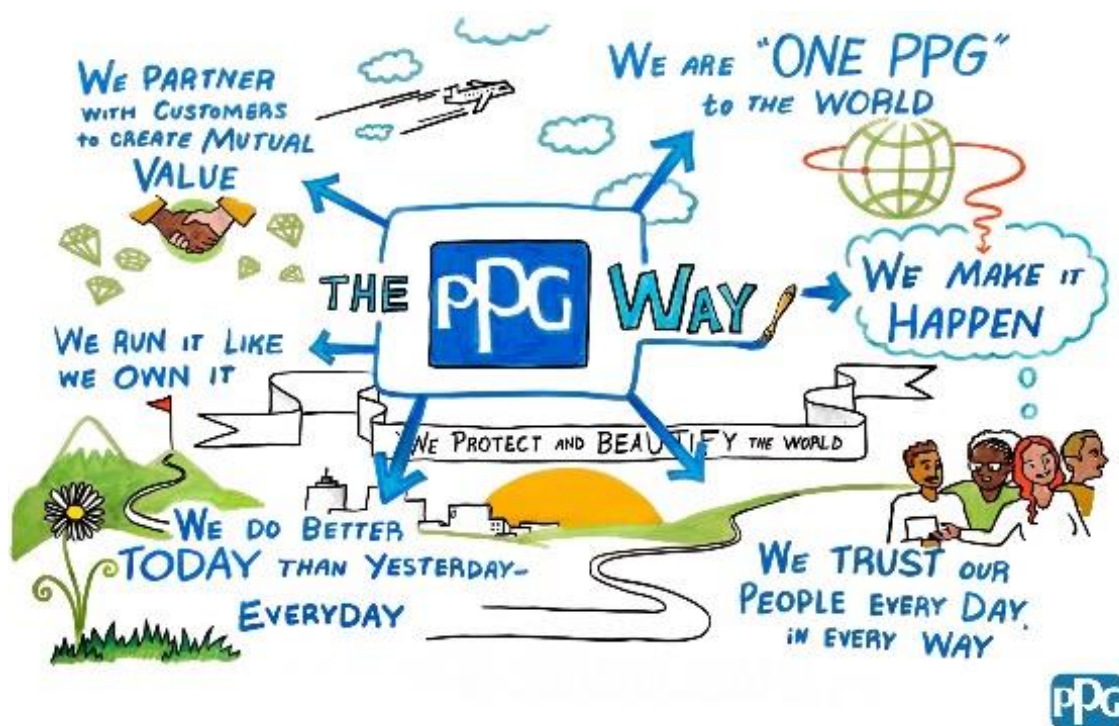 WE PARTNER
WITH CUSTOMERS
to CREATE MUTUAL
VALUE
WE ARE "ONE PPG"
to THE WORLD
THE PPG WAY
WE MAKE IT
HAPPEN
WE RUN IT LIKE
WE OWN IT
WE PROTECT AND BEAUTIFY THE WORLD
WE DO BETTER
TODAY THAN YESTERDAY-
EVERYDAY
WE TRUST OUR
PEOPLE EVERY DAY,
iN EVERY WAY
PPG